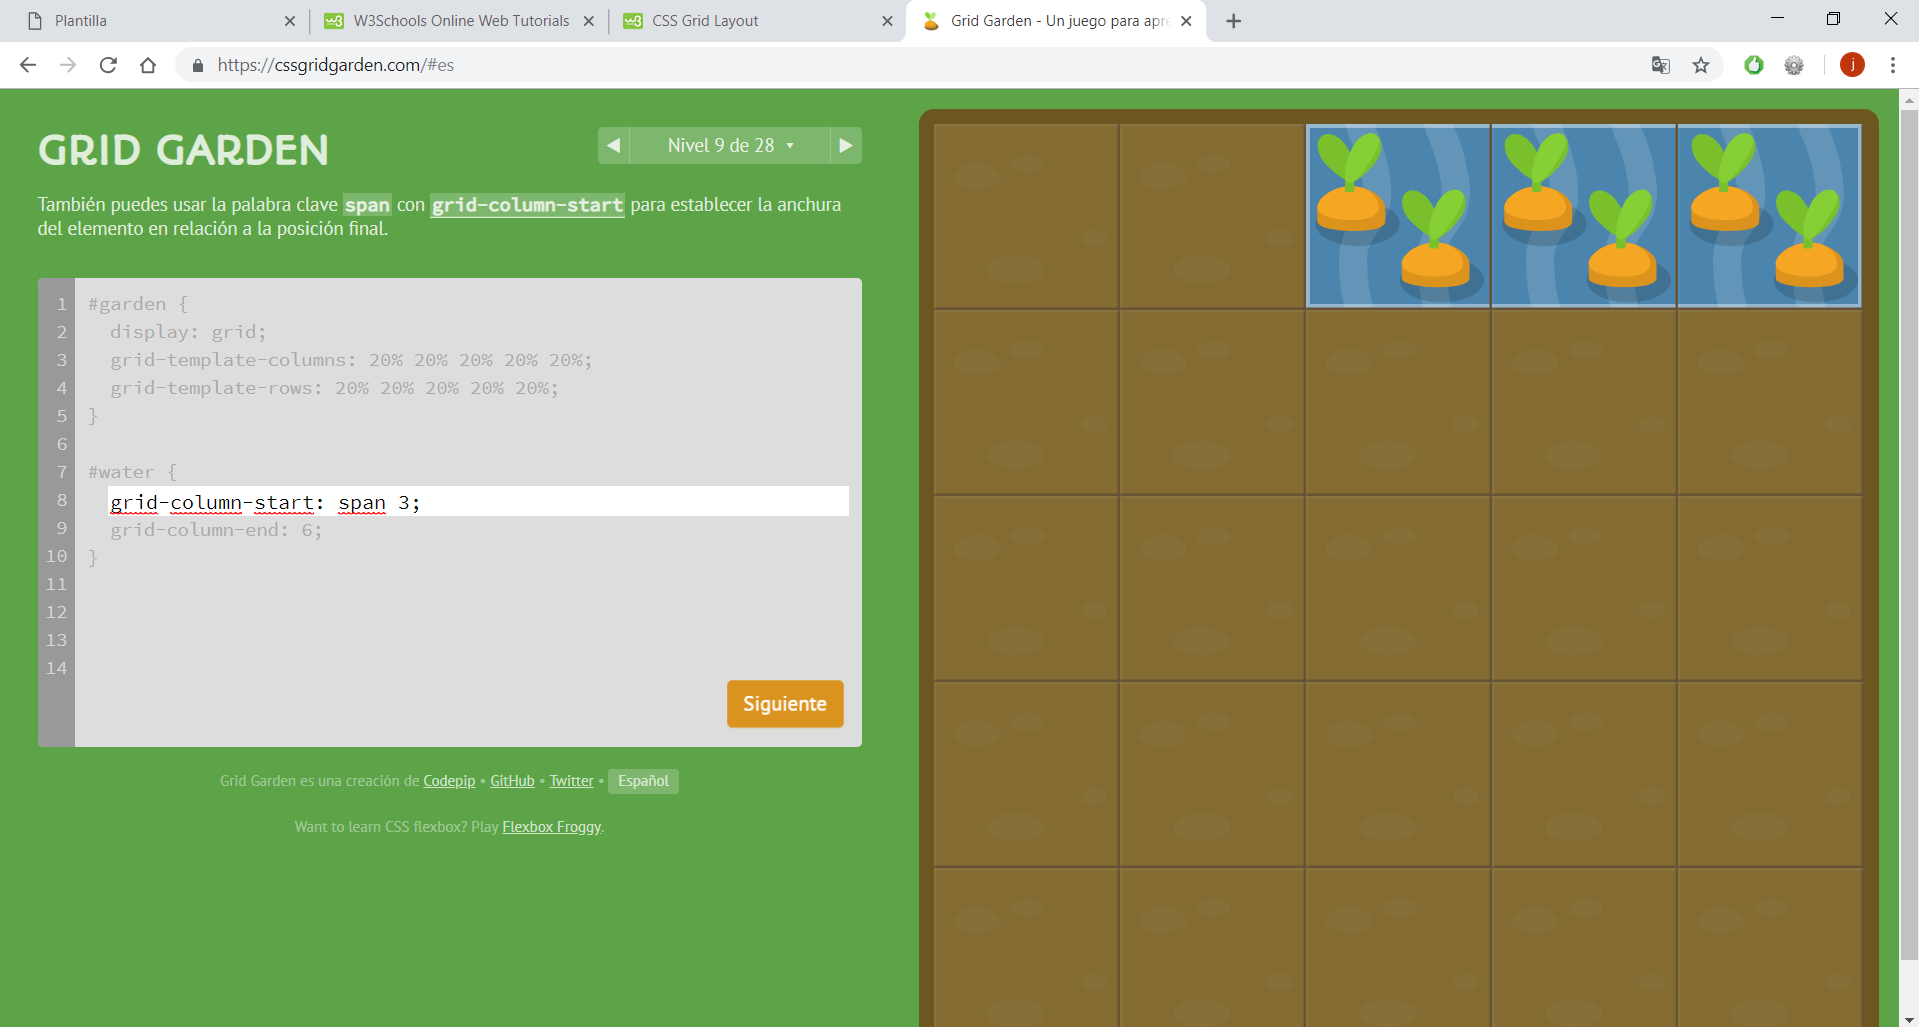 Plantilla
W3Schools Online Web Tutorials
CSS Grid Layout
Grid Garden - Un juego para apre
https://cssgridgarden.com/#es
j
GRID GARDEN
Nivel 9 de 28
También puedes usar la palabra clave span con grid-column-start para establecer la anchura
del elemento en relación a la posición final.
1 #garden {
2 display: grid;
3 grid-template-columns: 20% 20% 20% 20% 20%;
4 grid-template-rows: 20% 20% 20% 20% 20%;
5 }
6
7 #water {
8 grid-column-start: span 3;
9 grid-column-end: 6;
10 }
11
12
13
14
Siguiente
Grid Garden es una creación de Codepip • GitHub • Twitter • Español
Want to learn CSS flexbox? Play Flexbox Froggy.